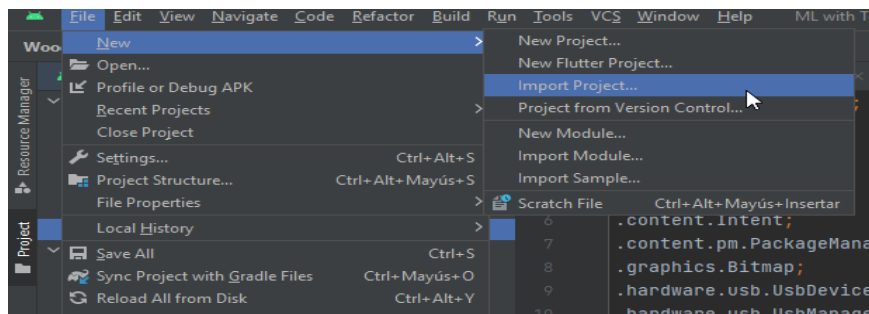 File Edit View Navigate Code Refactor Build Run Tools VCS Window Help ML with T
Woo
New
Open...
Profile or Debug APK
Recent Projects
Close Project
Settings... Ctrl+Alt+S
Project Structure... Ctrl+Alt+Mayús+S
File Properties
Local History
Save All Ctrl+S
Sync Project with Gradle Files Ctrl+Mayús+O
Reload All from Disk Ctrl+Alt+Y
New Project...
New Flutter Project...
Import Project...
Project from Version Control...
New Module...
Import Module...
Import Sample...
Scratch File Ctrl+Alt+Mayús+Insertar
Resource Manager
Project
6 .content.Intent;
7 .content.pm.PackageMana
8 .graphics.Bitmap;
9 .hardware.usb.UsbDevice
10 .hardware.usb.UsbManage